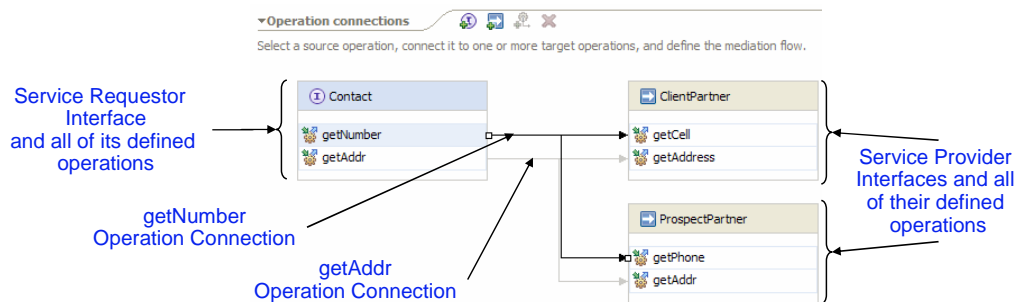 Operation connections
Select a source operation, connect it to one or more target operations, and define the mediation flow.
Service Requestor
Interface
and all of its defined
operations
Contact
getNumber
getAddr
ClientPartner
getCell
getAddress
Service Provider
Interfaces and all
of their defined
operations
getNumber
Operation Connection
getAddr
Operation Connection
ProspectPartner
getPhone
getAddr